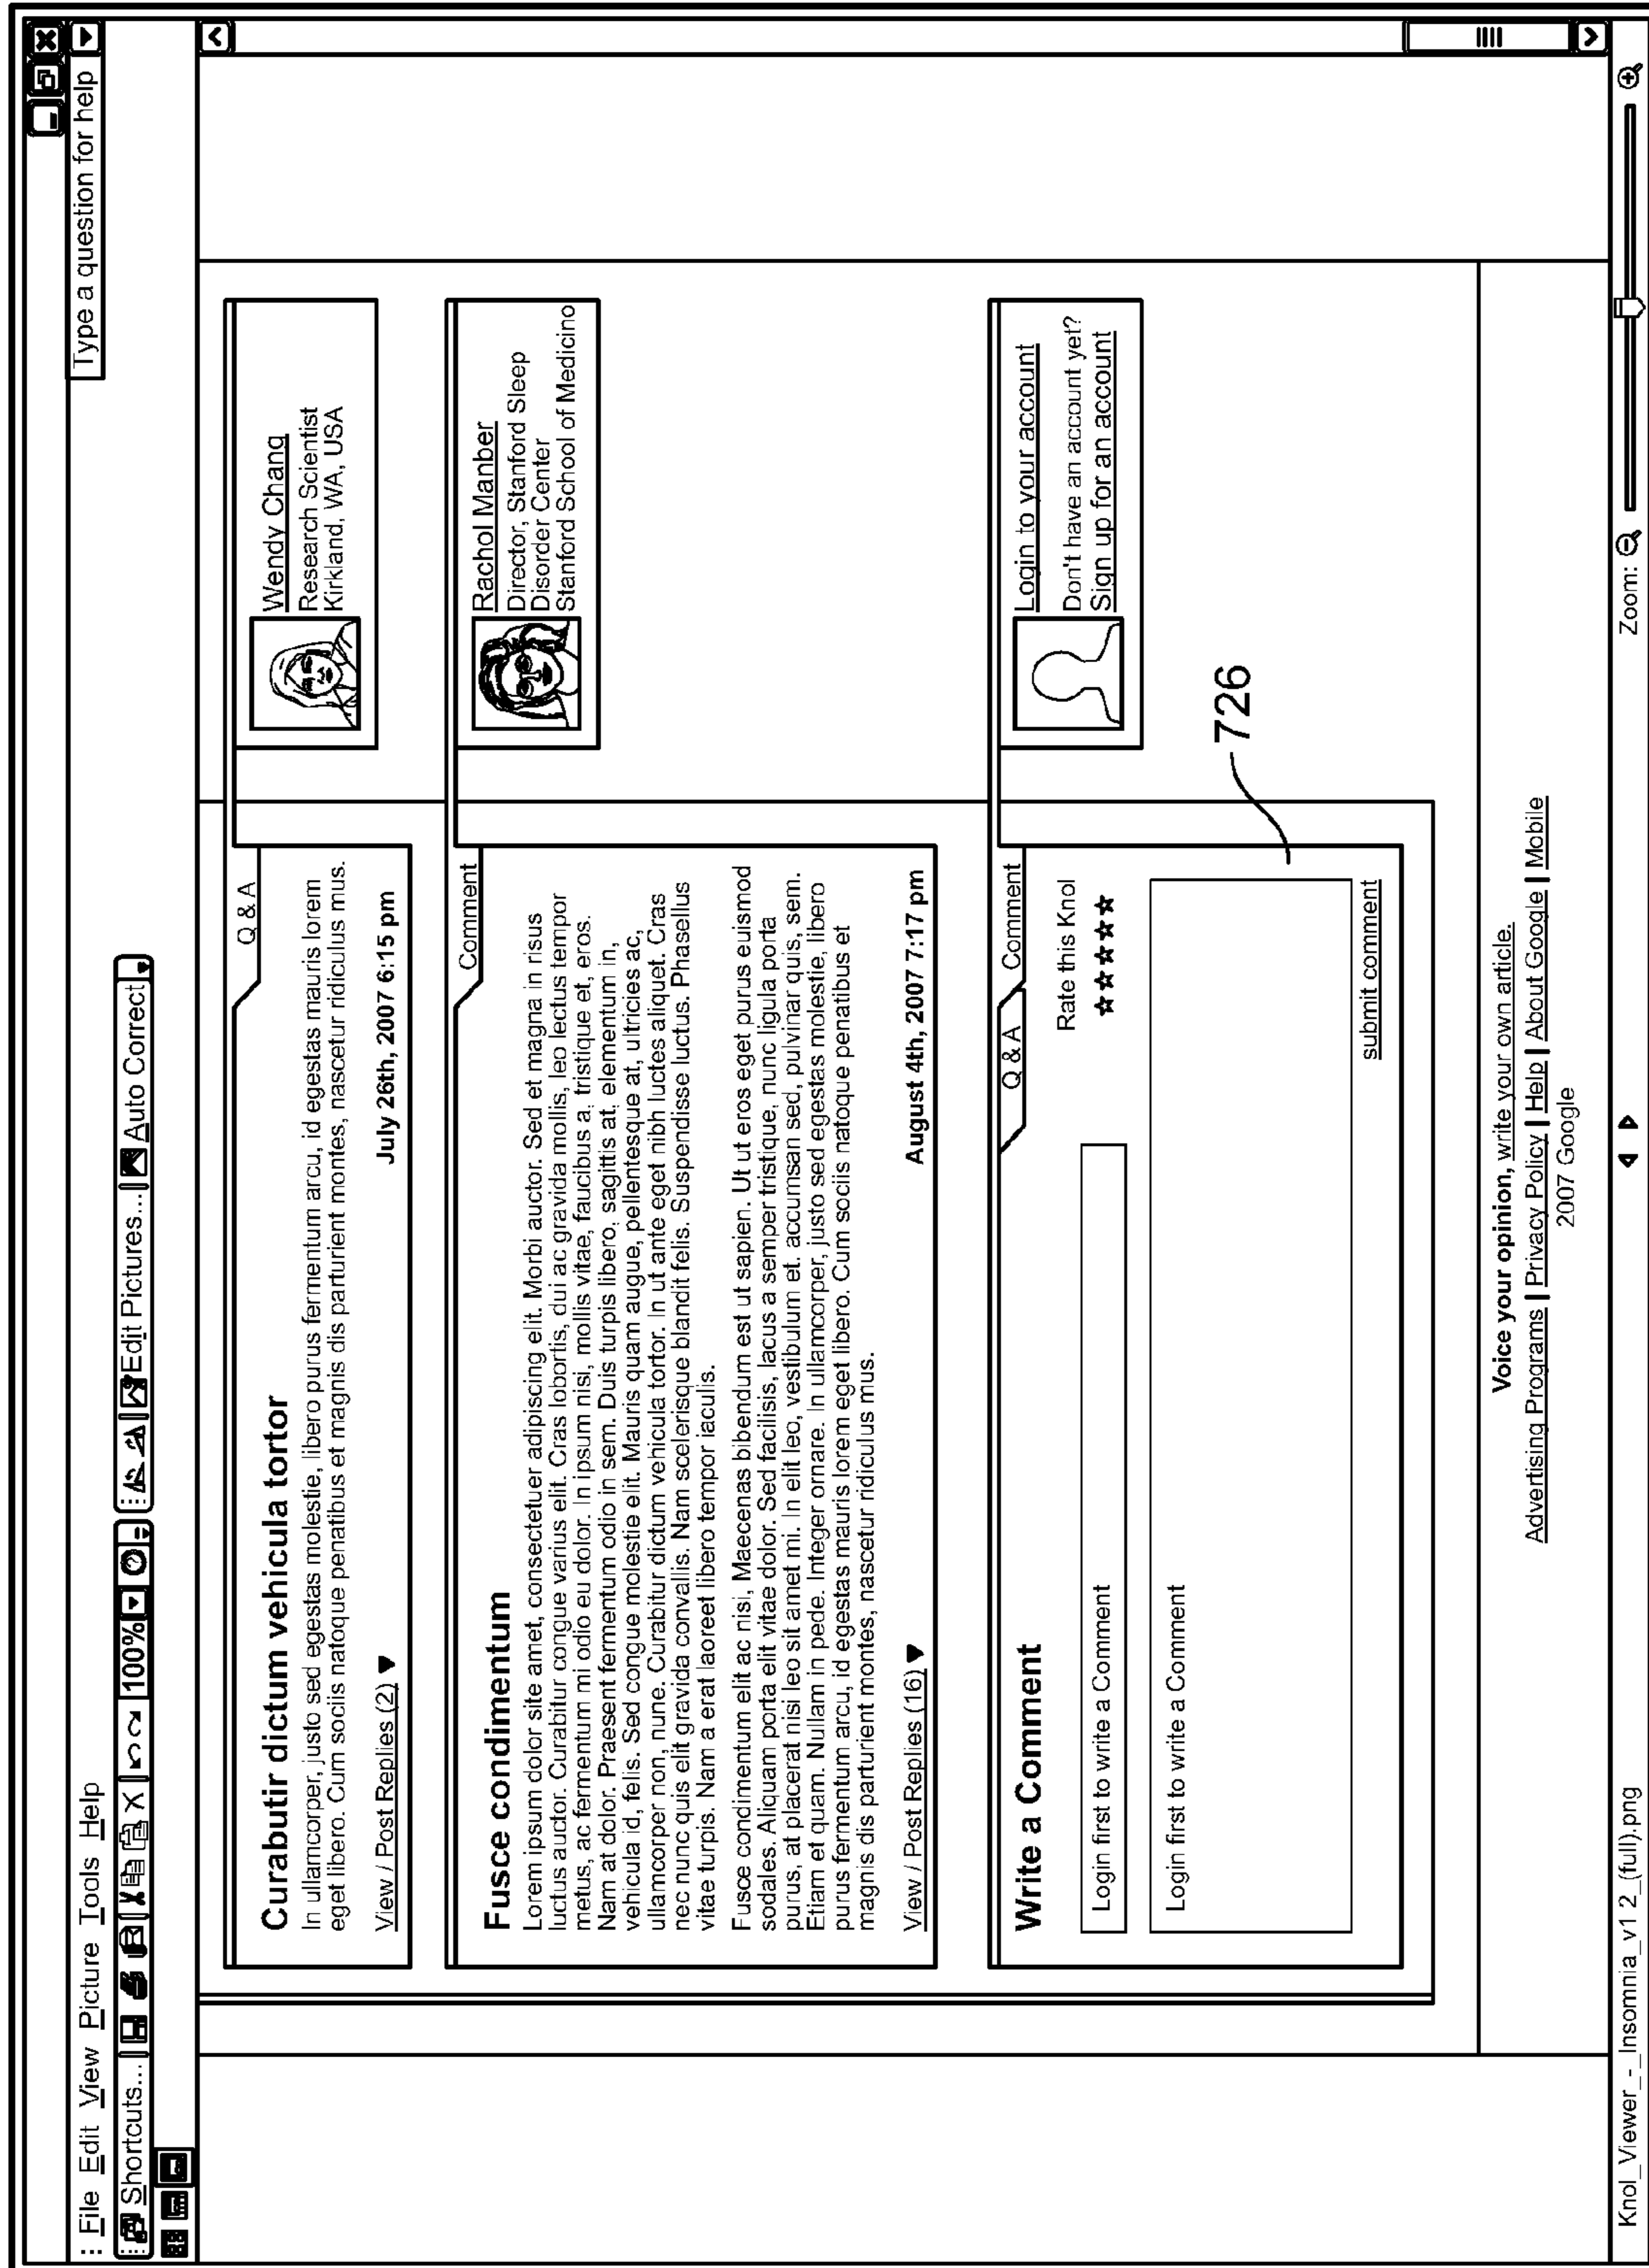 Type a question for help
File Edit View Picture Tools Help
Shortcuts... 100% Edit Pictures... Auto Correct
Q & A
Curabutir dictum vehicula tortor
In ullamcorper, justo sed egestas molestie, libero purus fermentum arcu, id egestas mauris lorem
eget libero. Cum sociis natoque penatibus et magnis dis parturient montes, nascetur ridiculus mus.
View / Post Replies (2)
July 26th, 2007 6:15 pm
Wendy Chang
Research Scientist
Kirkland, WA, USA
Comment
Fusce condimentum
Lorem ipsum dolor site amet, consectetuer adipiscing elit. Morbi auctor. Sed et magna in risus
luctus auctor. Curabitur congue varius elit. Cras lobortis, dui ac gravida mollis, leo lectus tempor
metus, ac fermentum mi odio eu dolor. In ipsum nisi, mollis vitae, faucibus a, tristique et, eros.
Nam at dolor. Praesent fermentum odio in sem. Duis turpis libero, sagittis at, elementum in,
vehicula id, felis. Sed congue molestie elit. Mauris quam augue, pellentesque at, ultricies ac,
ullamcorper non, nune. Curabitur dictum vehicula tortor. In ut ante eget nibh luctes aliquet. Cras
nec nunc quis elit gravida convallis. Nam scelerisque blandit felis. Suspendisse luctus. Phasellus
vitae turpis. Nam a erat laoreet libero tempor iaculis.
Fusce condimentum elit ac nisi, Maecenas bibendum est ut sapien. Ut ut eros eget purus euismod
sodales. Aliquam porta elit vitae dolor. Sed facilisis, lacus a semper tristique, nunc ligula porta
purus, at placerat nisi leo sit amet mi. In elit leo, vestibulum et. accumsan sed, pulvinar quis, sem.
Etiam et quam. Nullam in pede. Integer ornare. In ullamcorper, justo sed egestas molestie, libero
purus fermentum arcu, id egestas mauris lorem eget libero. Cum sociis natoque penatibus et
magnis dis parturient montes, nascetur ridiculus mus.
View / Post Replies (16)
August 4th, 2007 7:17 pm
Rachol Manber
Director, Stanford Sleep
Disorder Center
Stanford School of Medicino
Q & A Comment
Write a Comment
Rate this Knol
Login first to write a Comment
Login first to write a Comment
submit comment
Login to your account
Don't have an account yet?
Sign up for an account
726
Voice your opinion, write your own article.
Advertising Programs | Privacy Policy | Help | About Google | Mobile
2007 Google
Knol_Viewer_-_Insomnia_v1 2_(full).png
Zoom: